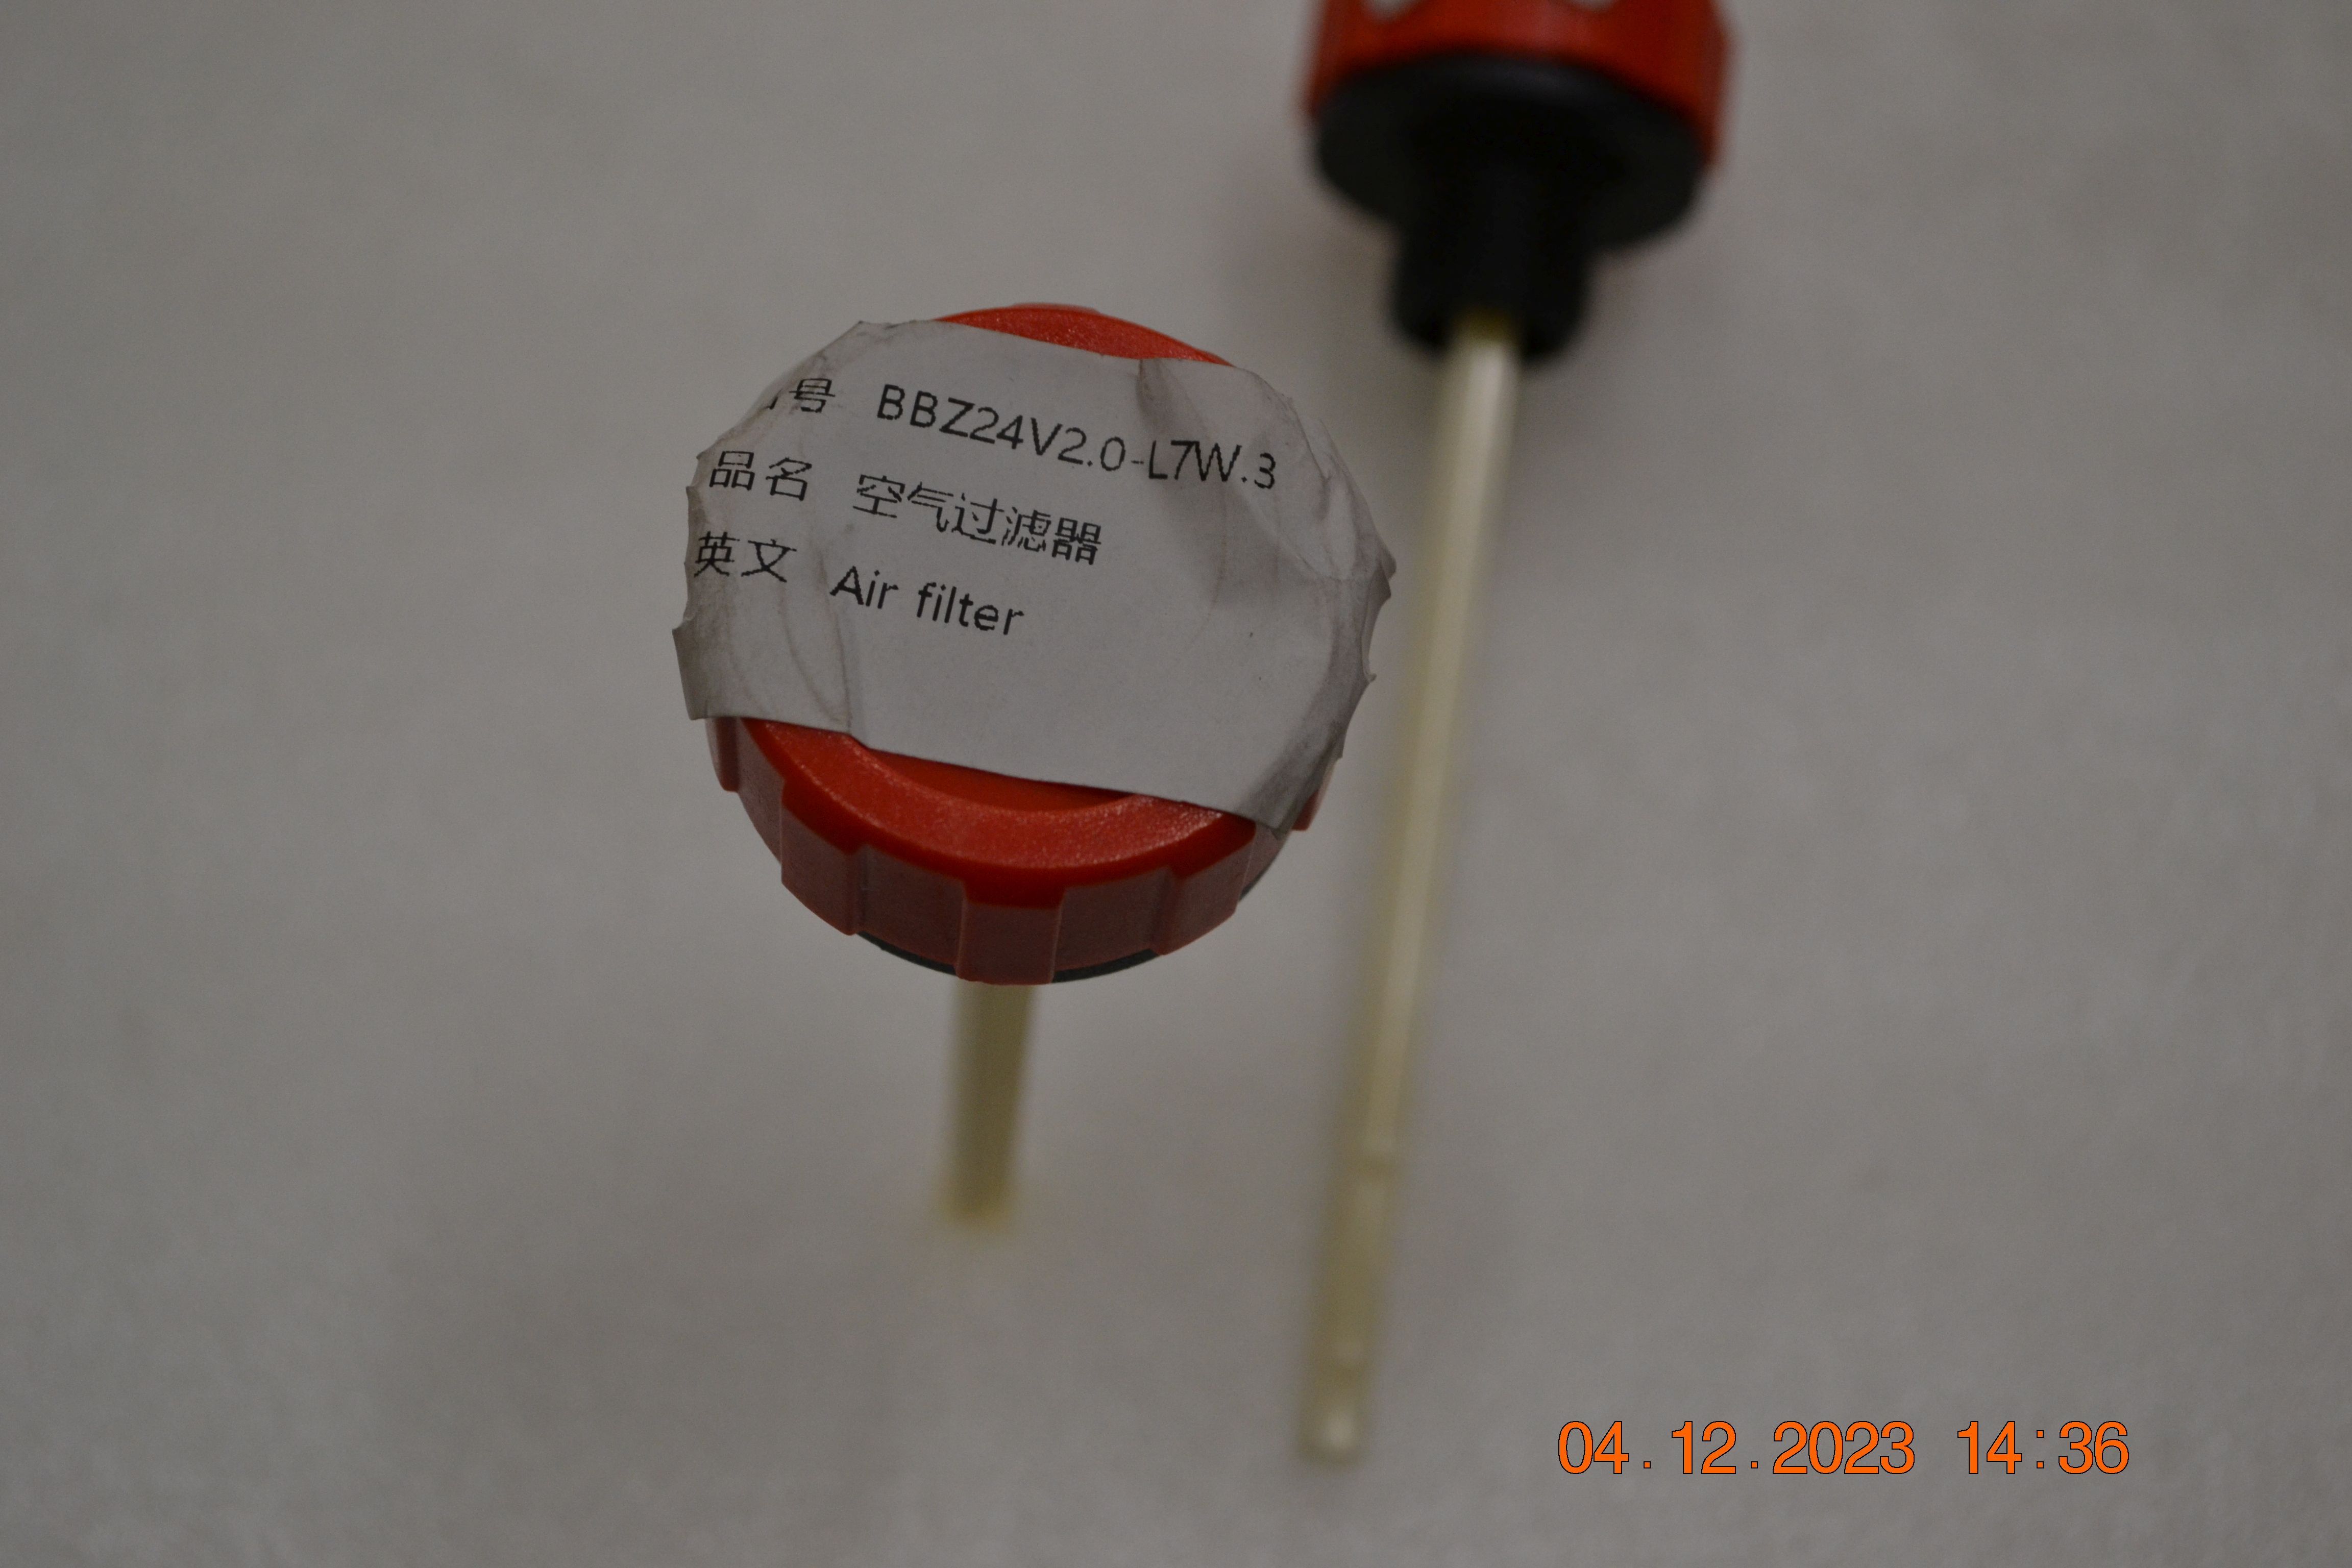 号 BBZ24V2.0-L7W.3
品名 空气过滤器
英文 Air filter
04.12.2023 14:36